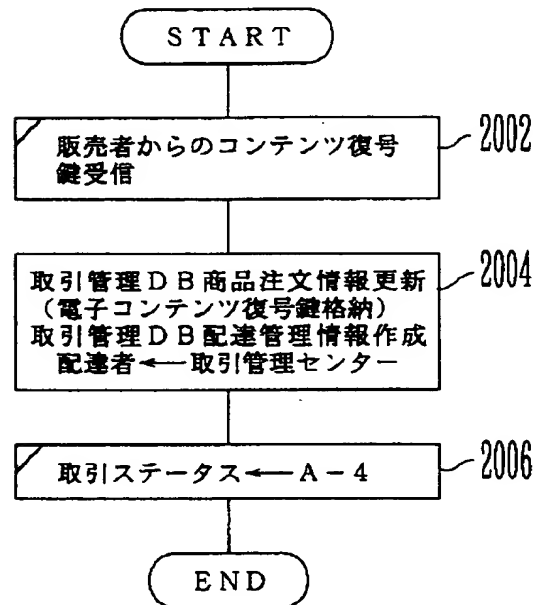 START
販売者からのコンテンツ復号
鍵受信
2002
取引管理DB商品注文情報更新
(電子コンテンツ復号鍵格納)
取引管理DB配達管理情報作成
配達者←取引管理センター
2004
取引ステータス←A-4
2006
END